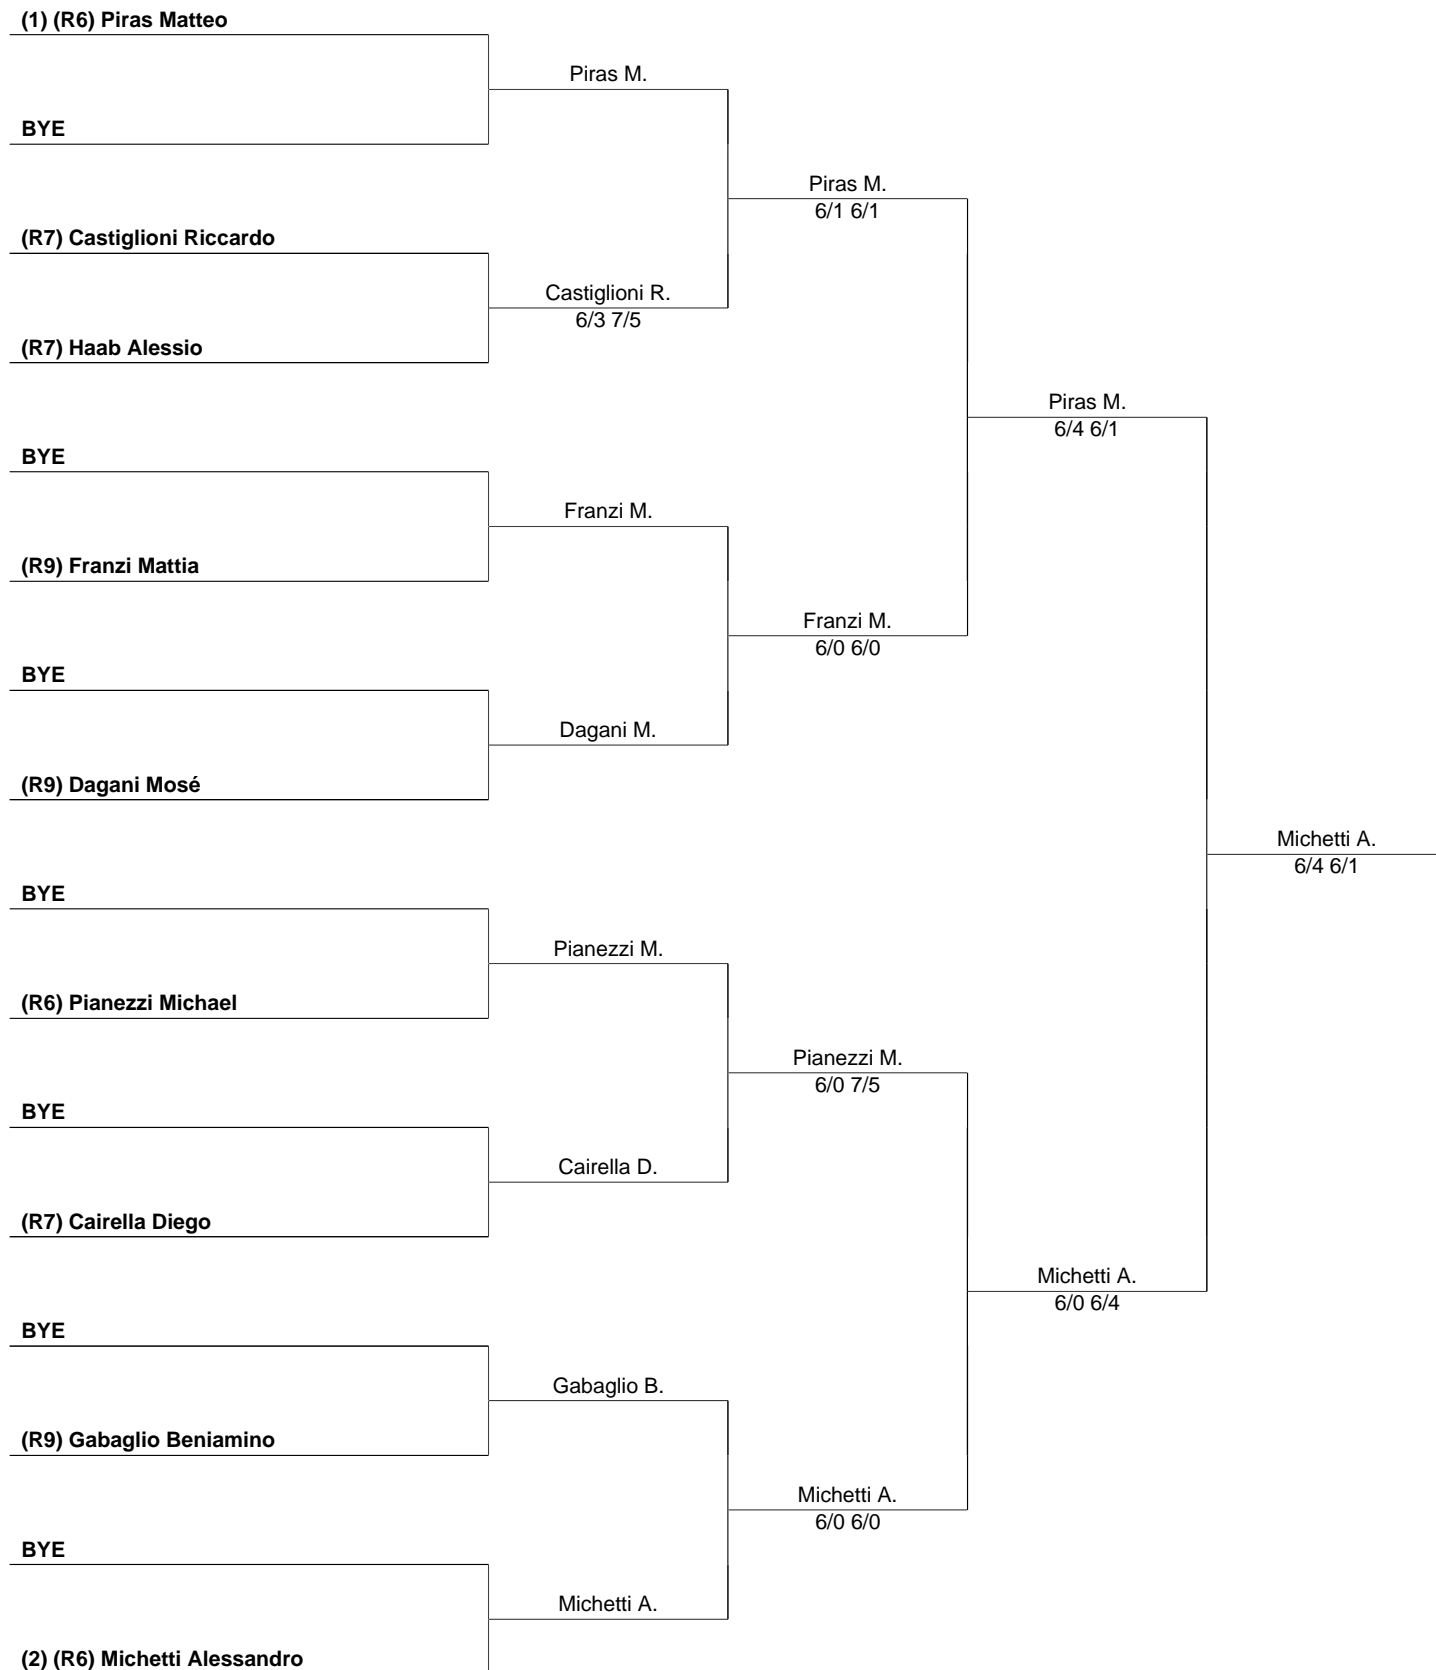 (1) (R6) Piras Matteo
Piras M.
BYE
Piras M.
6/1 6/1
(R7) Castiglioni Riccardo
Castiglioni R.
6/3 7/5
(R7) Haab Alessio
Piras M.
6/4 6/1
BYE
Franzi M.
(R9) Franzi Mattia
Franzi M.
6/0 6/0
BYE
Dagani M.
(R9) Dagani Mosé
Michetti A.
6/4 6/1
BYE
Pianezzi M.
(R6) Pianezzi Michael
Pianezzi M.
6/0 7/5
BYE
Cairella D.
(R7) Cairella Diego
Michetti A.
6/0 6/4
BYE
Gabaglio B.
(R9) Gabaglio Beniamino
Michetti A.
6/0 6/0
BYE
Michetti A.
(2) (R6) Michetti Alessandro